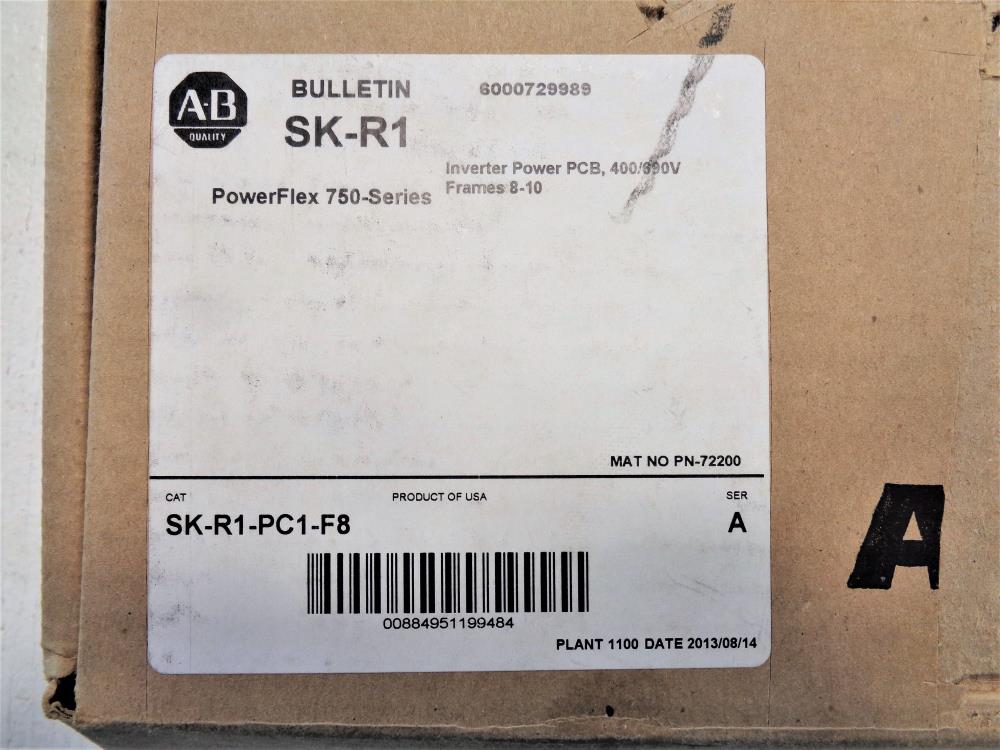 A-B
QUALITY
BULLETIN
6000729989
SK-R1
Inverter Power PCB, 400/690V
Frames 8-10
PowerFlex 750-Series
MAT NO PN-72200
CAT
PRODUCT OF USA
SER
SK-R1-PC1-F8
A
00884951199484
PLANT 1100 DATE 2013/08/14
A